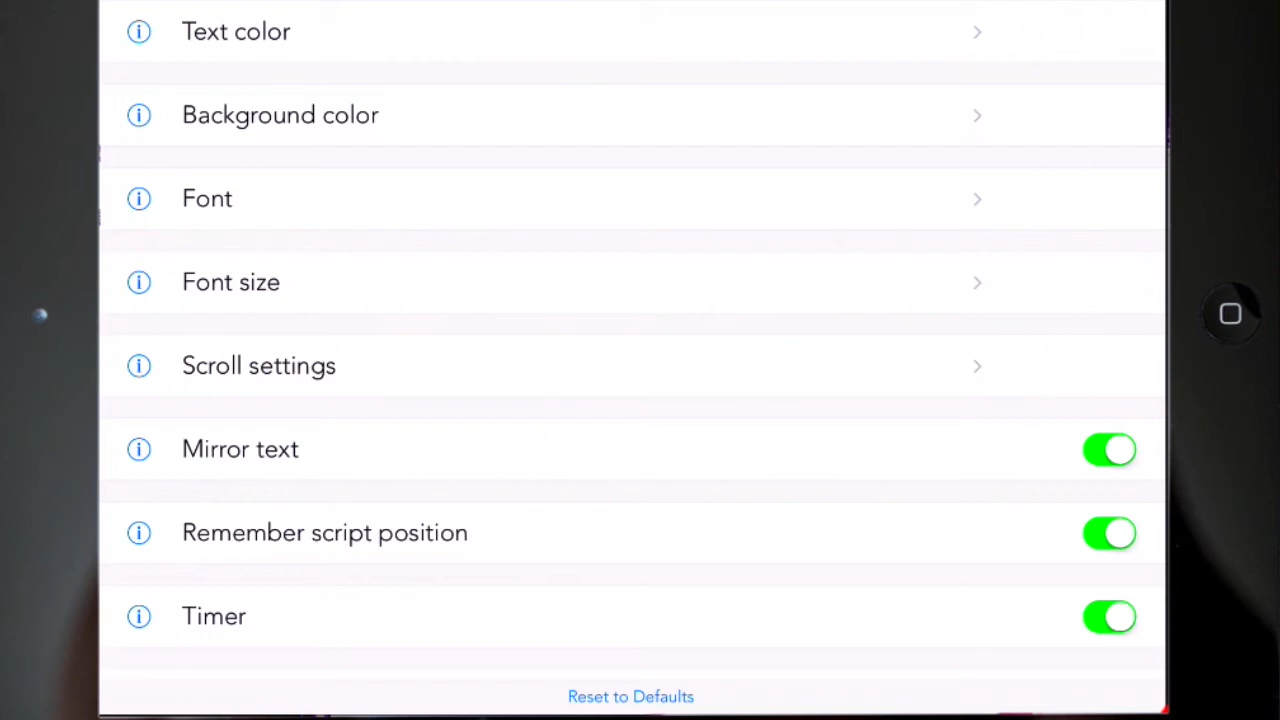 Text color
Background color
Font
Font size
Scroll settings
Mirror text
Remember script position
Timer
Reset to Defaults